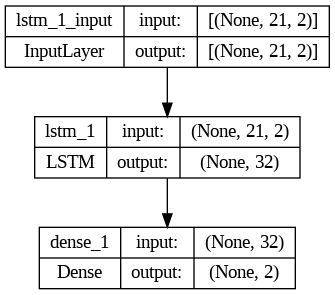 lstm_1_input input: [(None, 21, 2)]
InputLayer output: [(None, 21, 2)]
lstm_1 input: (None, 21, 2)
LSTM output: (None, 32)
dense_1 input: (None, 32)
Dense output: (None, 2)